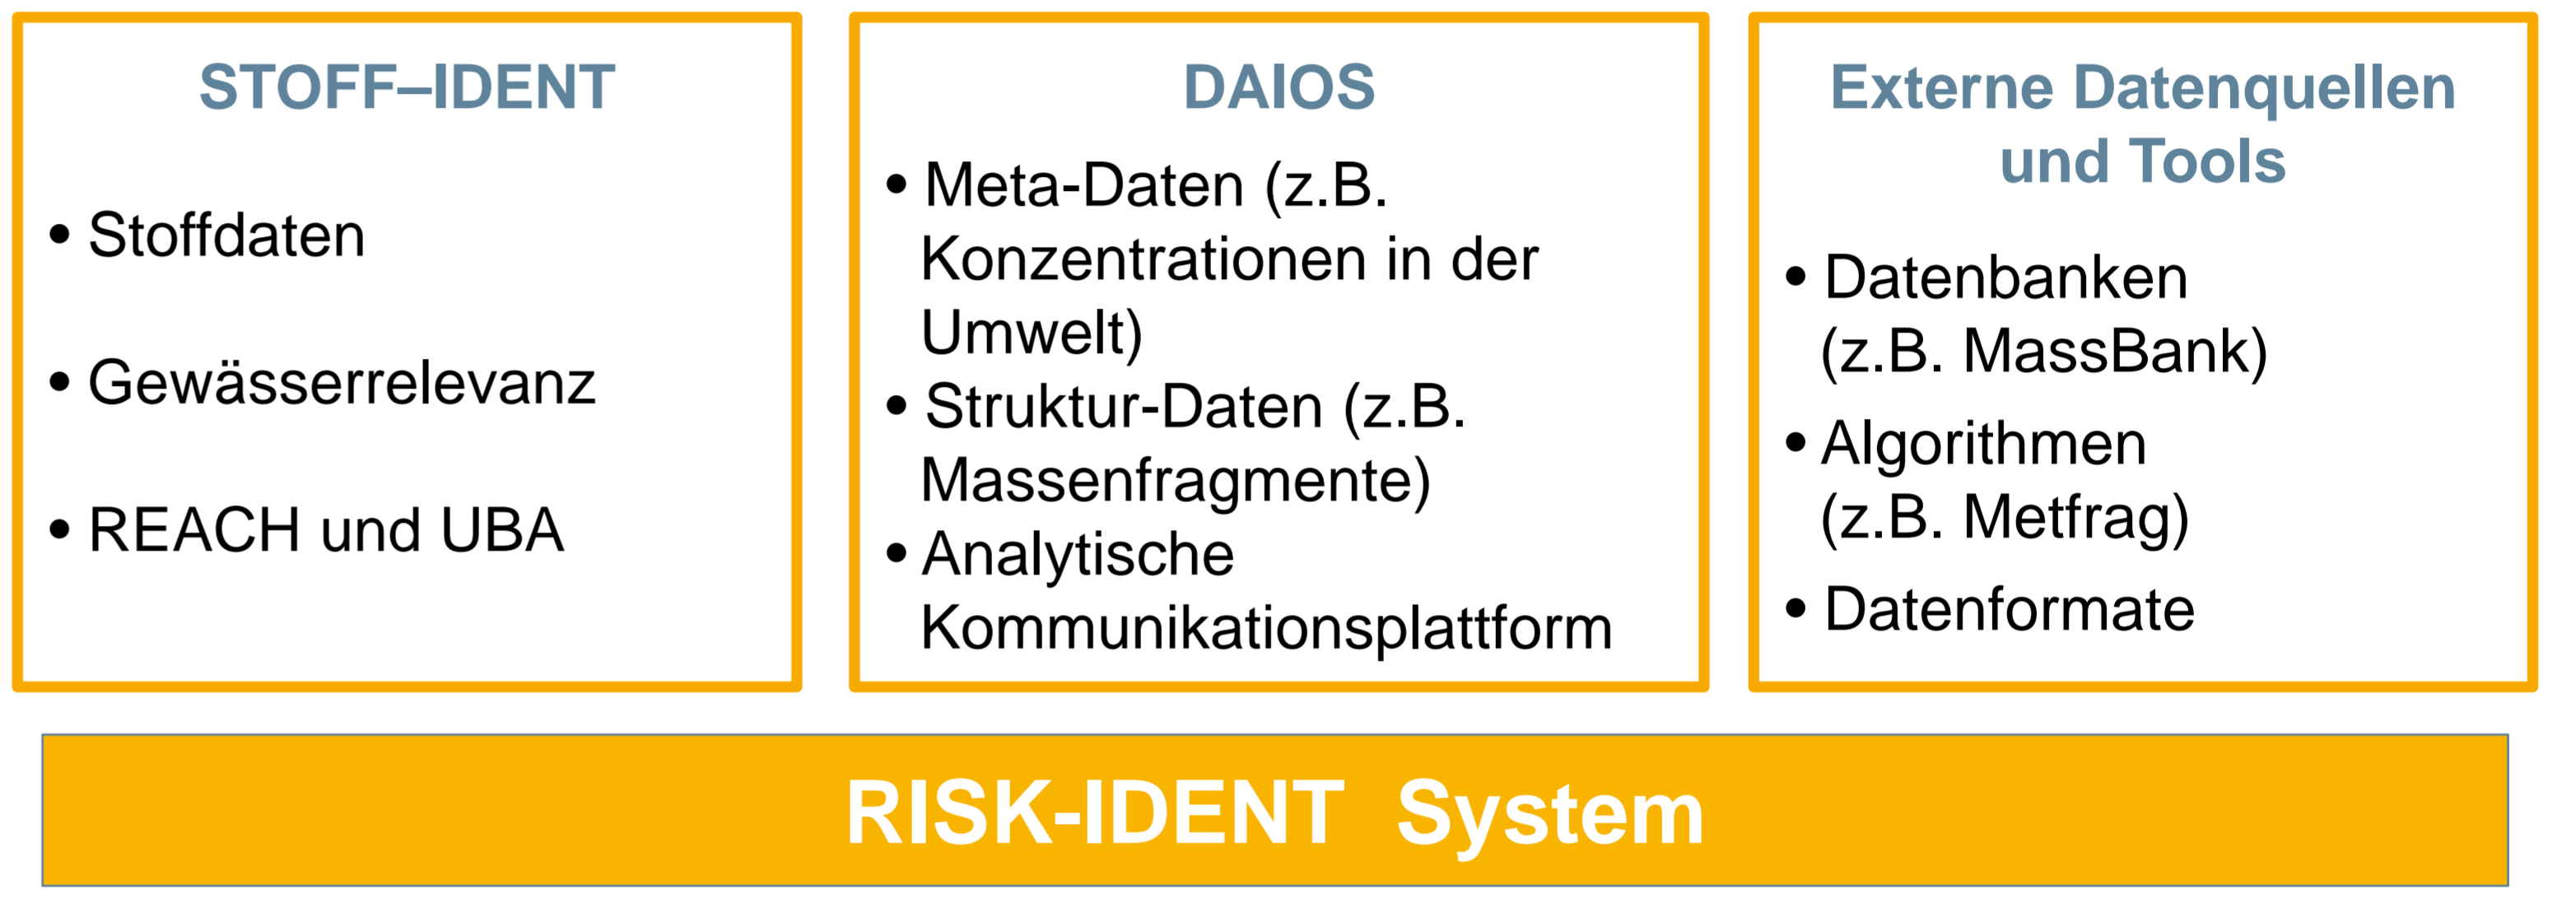 STOFF–IDENT
• Stoffdaten
• Gewässerrelevanz
• REACH und UBA
DAIOS
• Meta-Daten (z.B.
Konzentrationen in der
Umwelt)
• Struktur-Daten (z.B.
Massenfragmente)
• Analytische
Kommunikationsplattform
Externe Datenquellen
und Tools
• Datenbanken
(z.B. MassBank)
• Algorithmen
(z.B. Metfrag)
• Datenformate
RISK-IDENT System